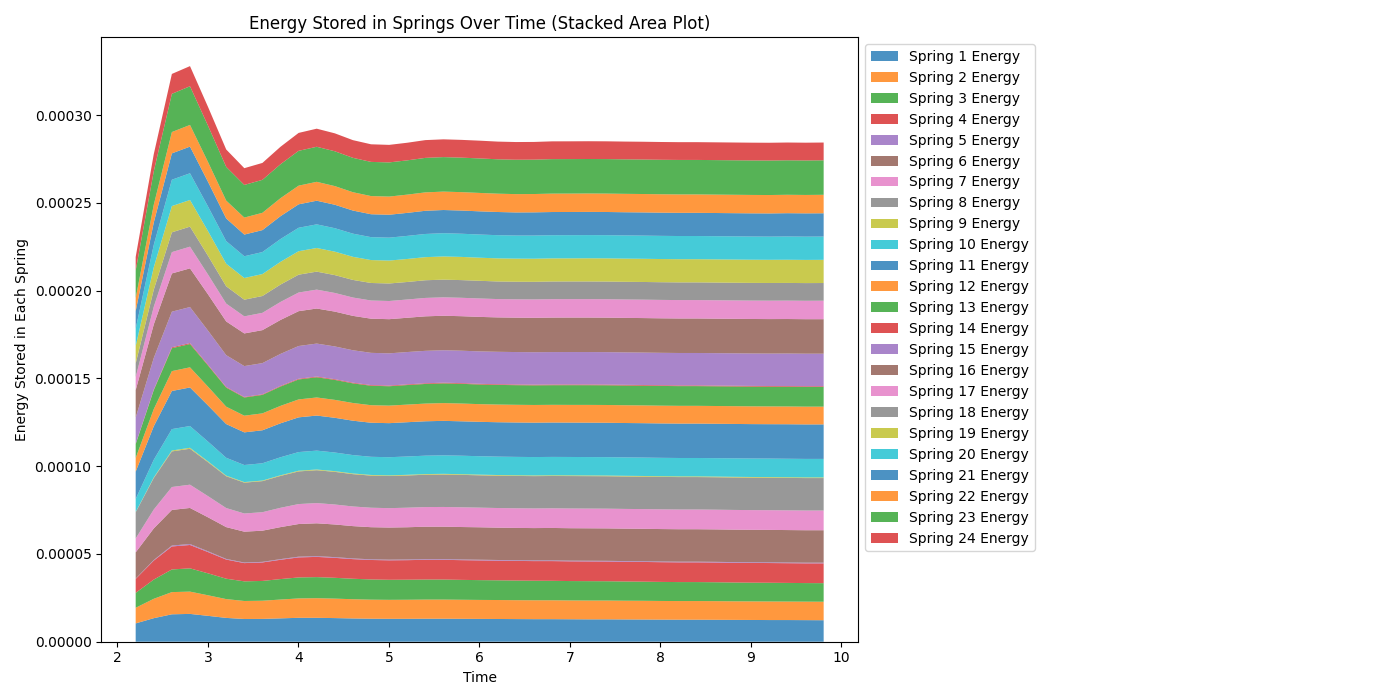 Energy Stored in Springs Over Time (Stacked Area Plot)
Energy Stored in Each Spring
0.00030
0.00025
0.00020
0.00015
0.00010
0.00005
0.00000
2 3 4 5 6 7 8 9 10
Time
Spring 1 Energy
Spring 2 Energy
Spring 3 Energy
Spring 4 Energy
Spring 5 Energy
Spring 6 Energy
Spring 7 Energy
Spring 8 Energy
Spring 9 Energy
Spring 10 Energy
Spring 11 Energy
Spring 12 Energy
Spring 13 Energy
Spring 14 Energy
Spring 15 Energy
Spring 16 Energy
Spring 17 Energy
Spring 18 Energy
Spring 19 Energy
Spring 20 Energy
Spring 21 Energy
Spring 22 Energy
Spring 23 Energy
Spring 24 Energy